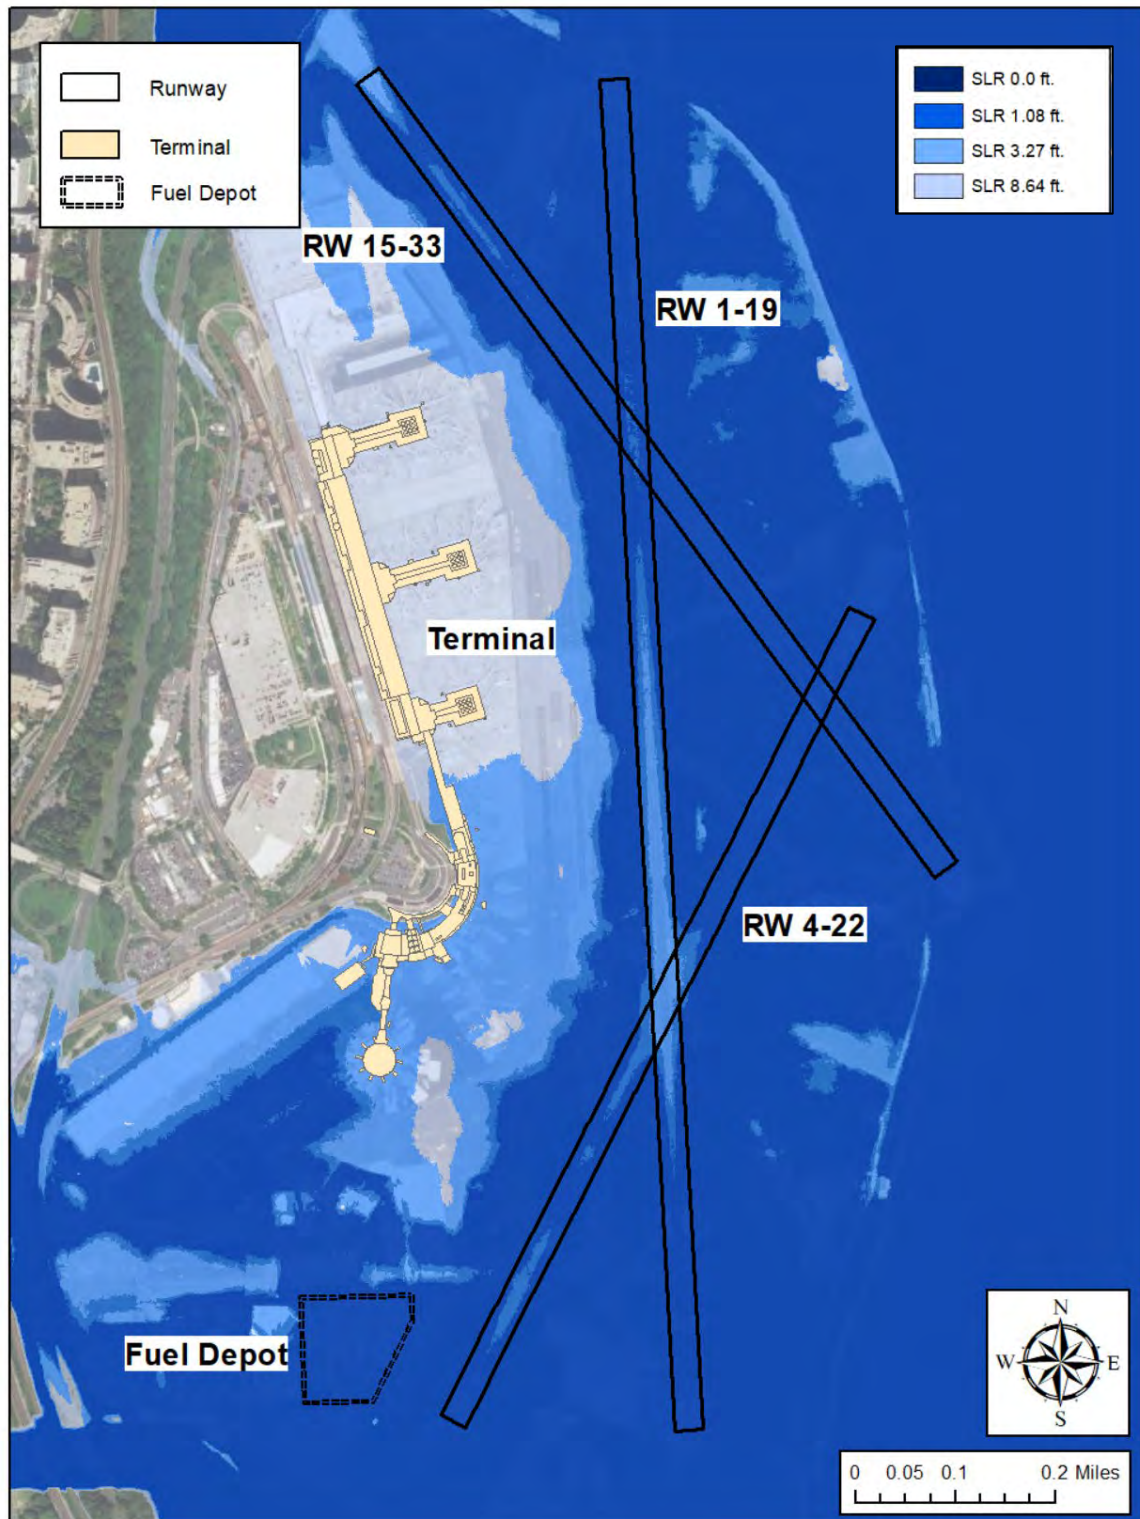 Runway
Terminal
Fuel Depot
SLR 0.0 ft.
SLR 1.08 ft.
SLR 3.27 ft.
SLR 8.64 ft.
RW 15-33
RW 1-19
Terminal
RW 4-22
Fuel Depot
N
W E
S
0 0.05 0.1 0.2 Miles